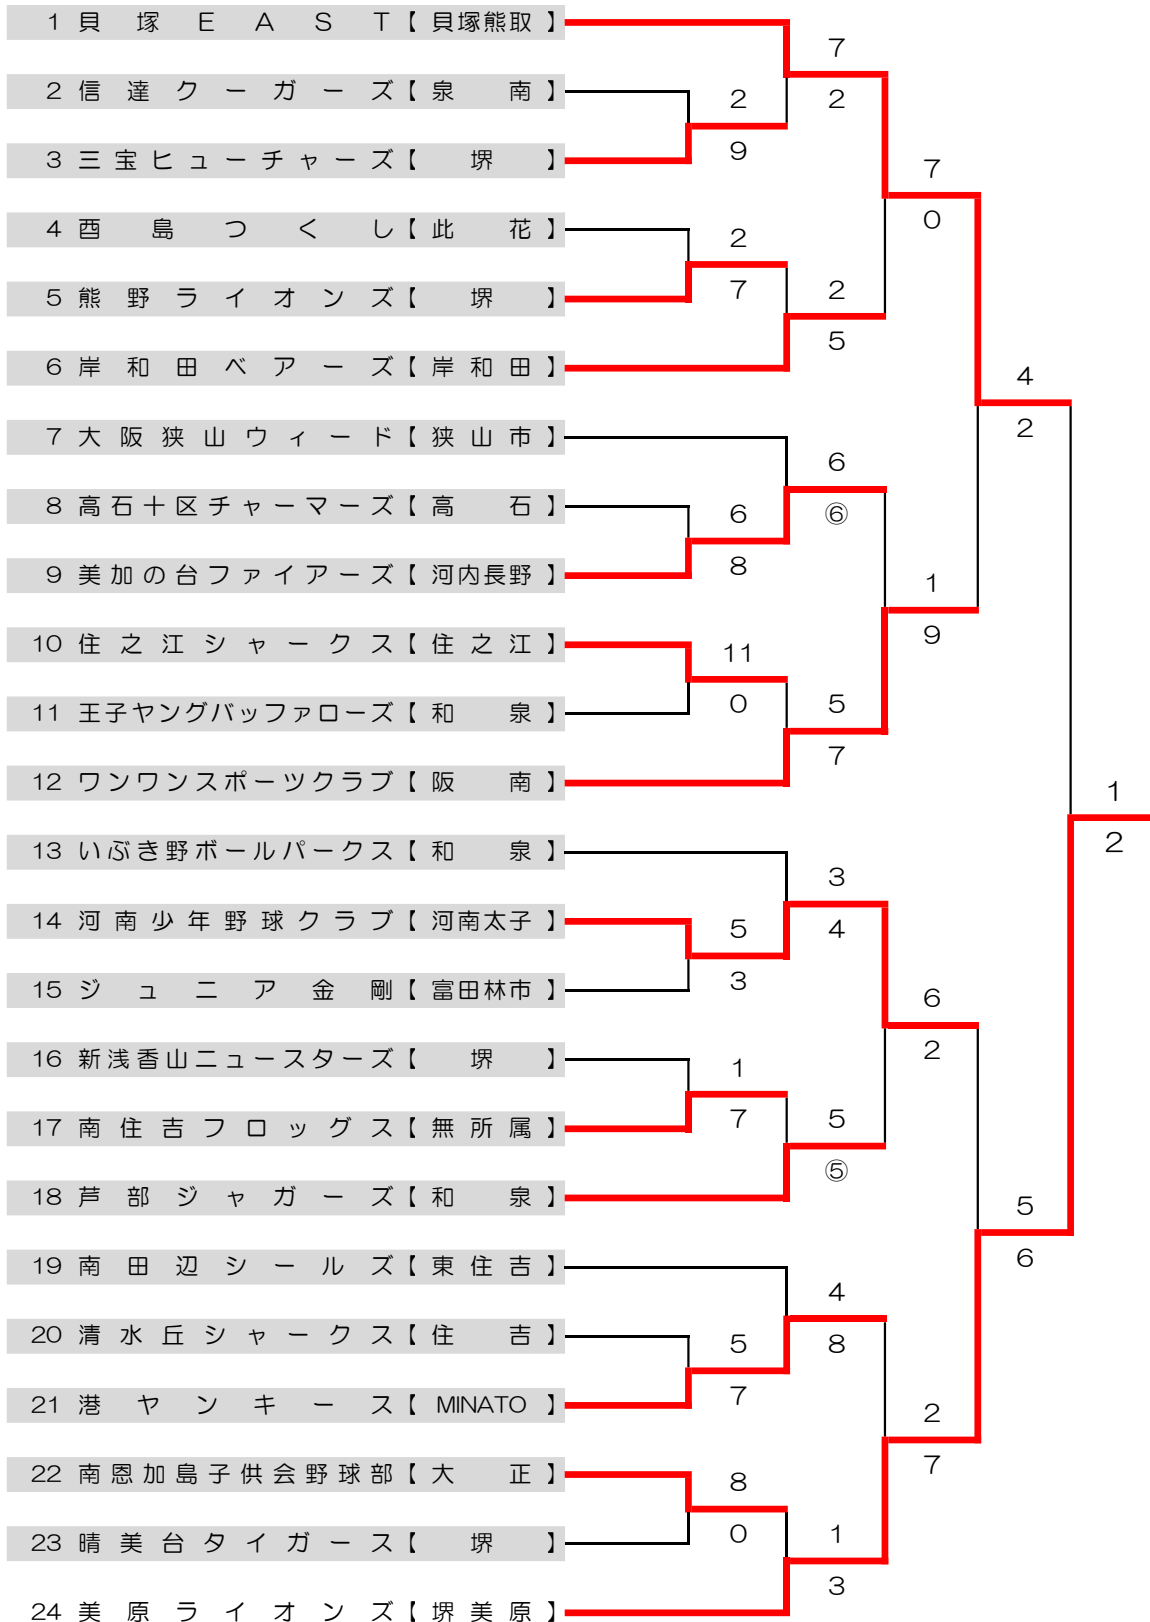 1 貝塚EAST【貝塚熊取】
7
2 信達クーガーズ【泉南】
2
2
9
3 三宝ヒューチャーズ【堺】
7
0
4 酉島つくし【此花】
2
7
5 熊野ライオンズ【堺】
2
5
6 岸和田ベアーズ【岸和田】
4
2
7 大阪狭山ウィード【狭山市】
6
⑥
8 高石十区チャーマーズ【高石】
6
8
9 美加の台ファイアーズ【河内長野】
1
9
10 住之江シャークス【住之江】
11
0
11 王子ヤングバッファローズ【和泉】
5
7
12 ワンワンスポーツクラブ【阪南】
1
2
13 いぶき野ボールパークス【和泉】
3
4
14 河南少年野球クラブ【河南太子】
5
3
15 ジュニア金剛【富田林市】
6
2
16 新浅香山ニュースターズ【堺】
1
7
17 南住吉フロッグス【無所属】
5
⑤
18 芦部ジャガーズ【和泉】
5
6
19 南田辺シールズ【東住吉】
4
8
20 清水丘シャークス【住吉】
5
7
21 港ヤンキース【MINATO】
2
7
22 南恩加島子供会野球部【大正】
8
0
23 晴美台タイガース【堺】
1
3
24 美原ライオンズ【堺美原】